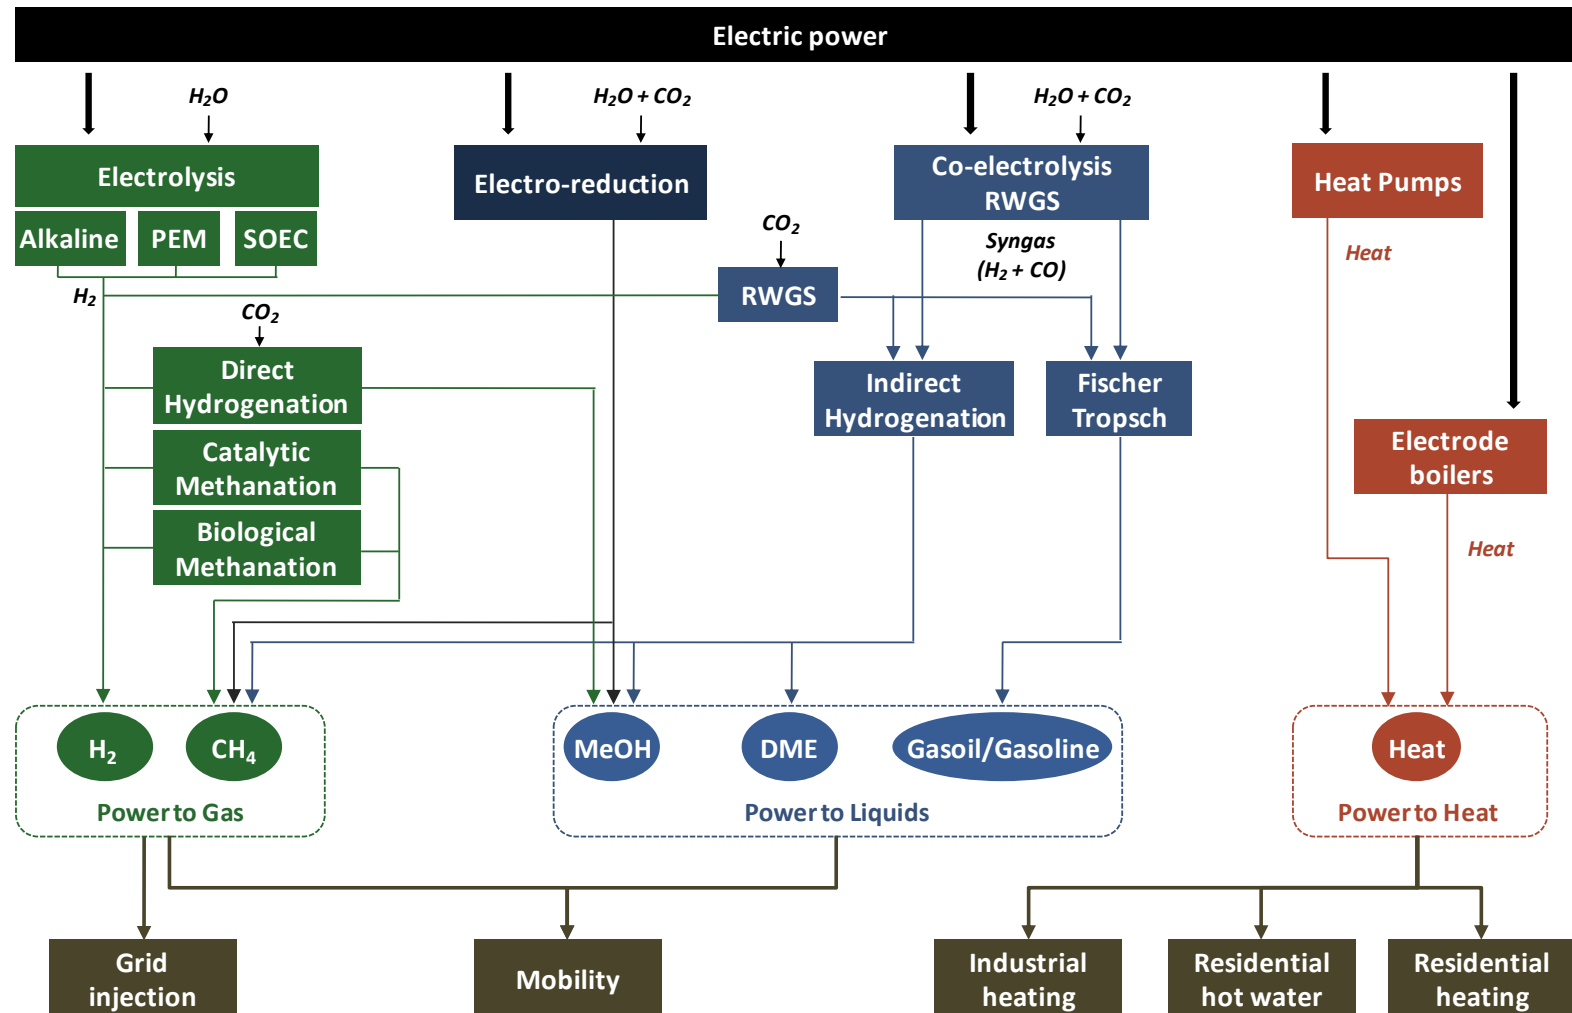 Electric power
H₂O
H₂O + CO₂
H₂O + CO₂
Electrolysis
Alkaline
PEM
SOEC
Electro-reduction
Co-electrolysis
RWGS
Heat Pumps
CO₂
Syngas
(H₂ + CO)
Heat
H₂
RWGS
CO₂
Direct
Hydrogenation
Indirect
Hydrogenation
Fischer
Tropsch
Catalytic
Methanation
Electrode
boilers
Biological
Methanation
Heat
H₂
CH₄
MeOH
DME
Gasoil/Gasoline
Heat
Power to Gas
Power to Liquids
Power to Heat
Grid
injection
Mobility
Industrial
heating
Residential
hot water
Residential
heating